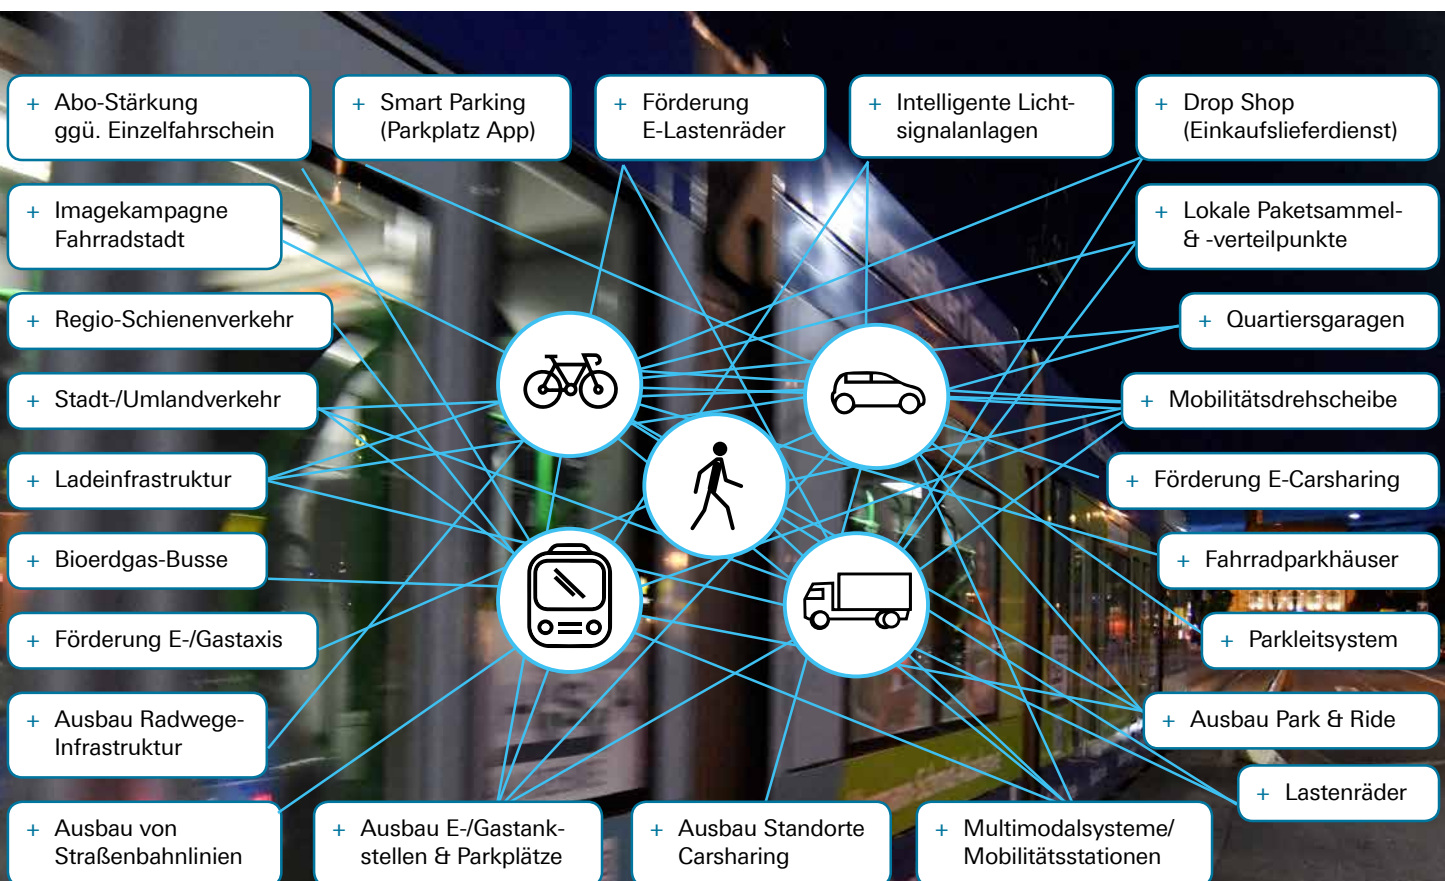 + Abo-Stärkung
ggü. Einzelfahrschein
+ Smart Parking
(Parkplatz App)
+ Förderung
E-Lastenräder
+ Intelligente Licht-
signalanlagen
+ Drop Shop
(Einkaufslieferdienst)
+ Imagekampagne
Fahrradstadt
+ Lokale Paketsammel-
& -verteilpunkte
+ Regio-Schienenverkehr
+ Quartiersgaragen
+ Stadt-/Umlandverkehr
+ Mobilitätsdrehscheibe
+ Ladeinfrastruktur
+ Förderung E-Carsharing
+ Bioerdgas-Busse
+ Fahrradparkhäuser
+ Förderung E-/Gastaxis
+ Parkleitsystem
+ Ausbau Radwege-
Infrastruktur
+ Ausbau Park & Ride
+ Lastenräder
+ Ausbau von
Straßenbahnlinien
+ Ausbau E-/Gastank-
stellen & Parkplätze
+ Ausbau Standorte
Carsharing
+ Multimodalsysteme/
Mobilitätsstationen